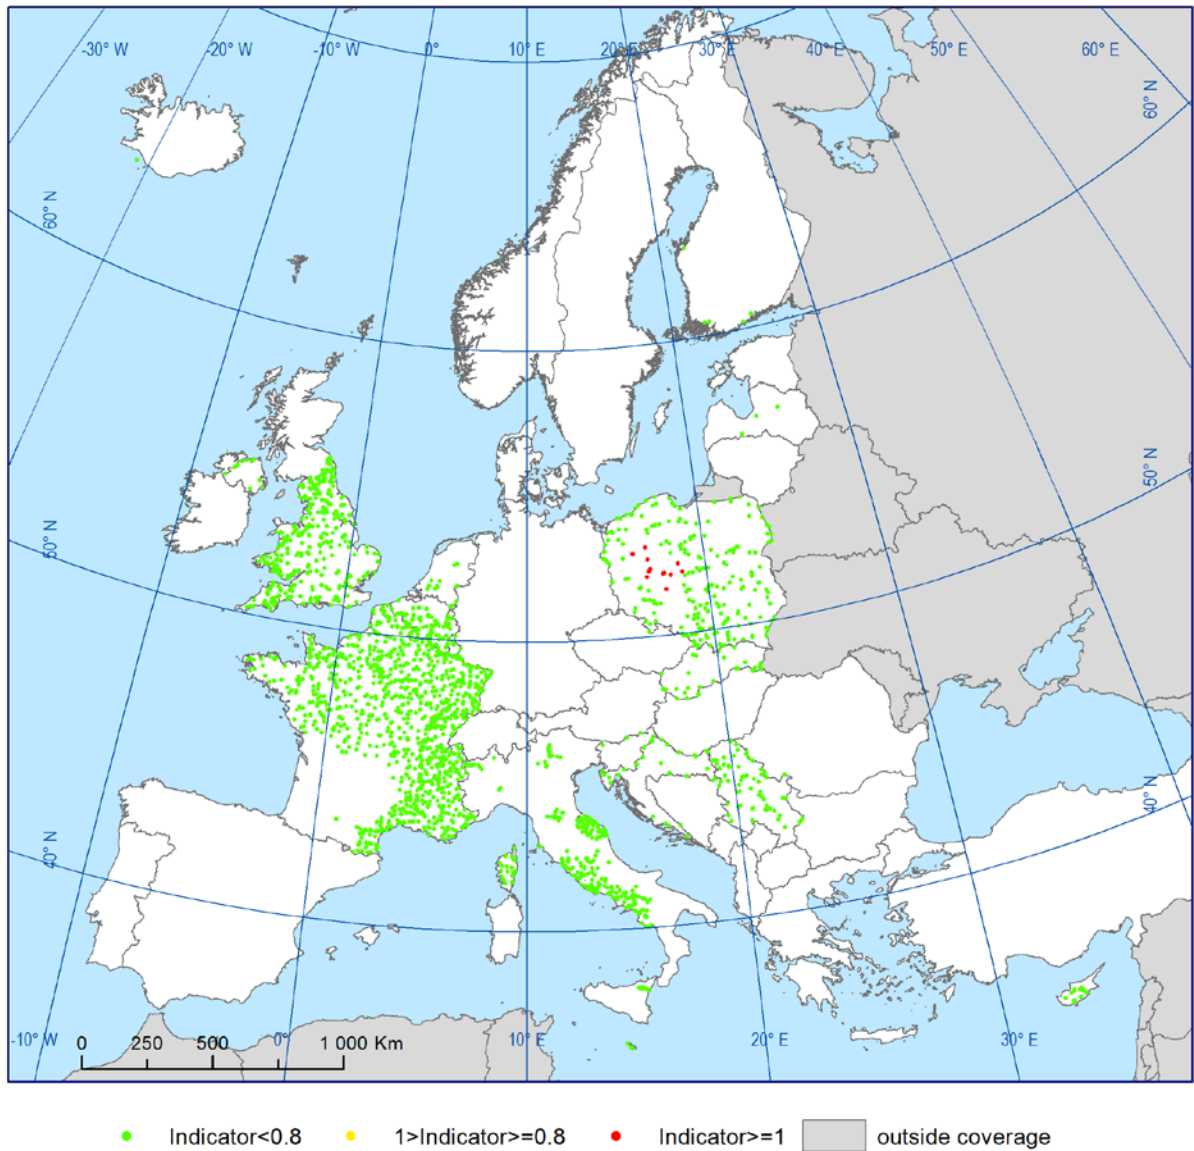 -30° W -20° W -10° W 0° 10° E 20° E 30° E 40° E 50° E 60° E
60° N
60° N
50° N
50° N
40° N
40° N
-10° W 0° 10° E 20° E 30° E
0 250 500 1 000 Km
Indicator<0.8 1>Indicator>=0.8 Indicator>=1 outside coverage